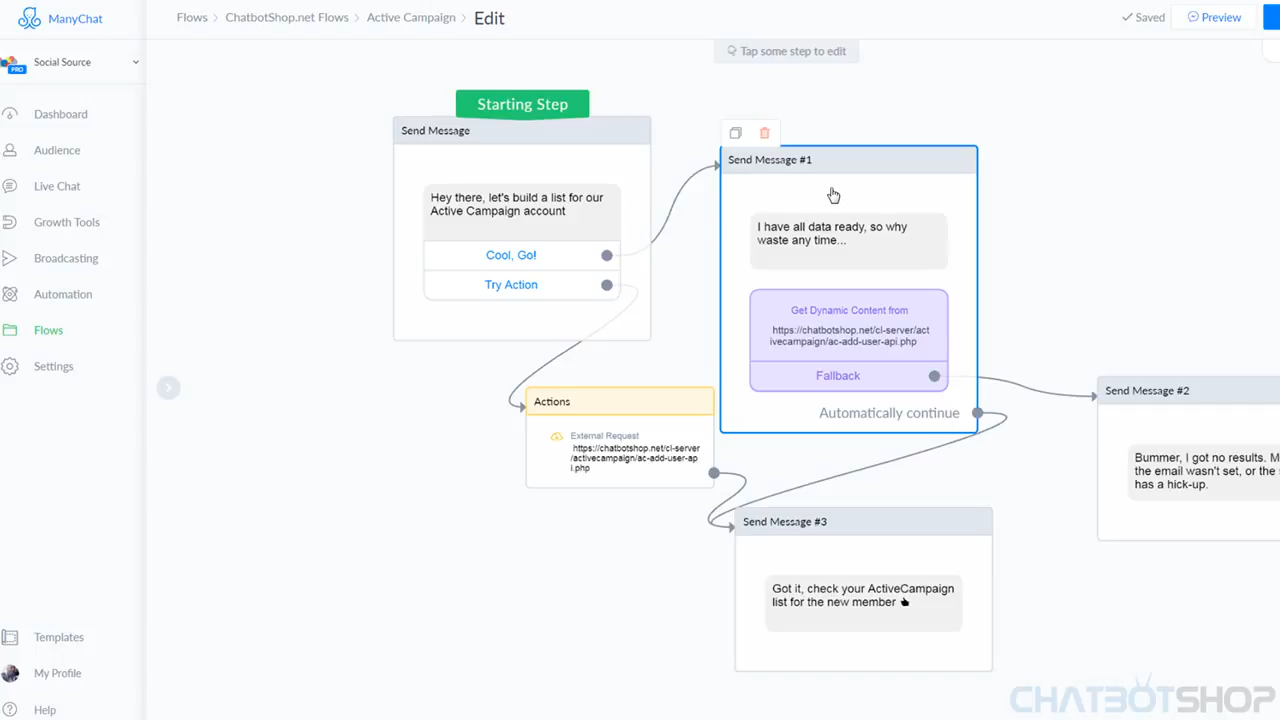 ManyChat
Flows > ChatbotShop.net Flows > Active Campaign > Edit
Saved
Preview
PRO
Social Source
Tap some step to edit
Dashboard
Audience
Live Chat
Growth Tools
Broadcasting
Automation
Flows
Settings
Templates
My Profile
Help
Starting Step
Send Message
Hey there, let's build a list for our
Active Campaign account
Cool, Go!
Try Action
Send Message #1
I have all data ready, so why
waste any time...
Get Dynamic Content from
https://chatbotshop.net/cl-server/act
ivecampaign/ac-add-user-api.php
Fallback
Automatically continue
Actions
External Request
https://chatbotshop.net/cl-server
/activecampaign/ac-add-user-ap
i.php
Send Message #2
Bummer, I got no results. M
the email wasn't set, or the
has a hick-up.
Send Message #3
Got it, check your ActiveCampaign
list for the new member
CHATBOTSHOP